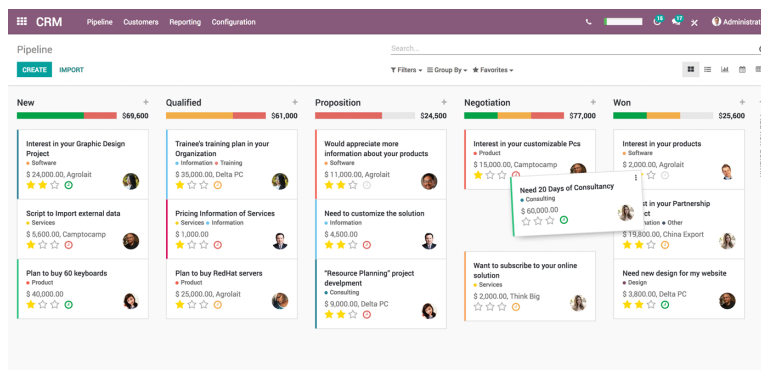 CRM Pipeline Customers Reporting Configuration 15 17 Administrat
Pipeline
Search...
CREATE IMPORT
Filters Group By Favorites
New
$69,600
Interest in your Graphic Design
Project
Software
$ 24,000.00, Agrolait
Script to Import external data
Services
$ 5,600.00, Camptocamp
Plan to buy 60 keyboards
Product
$ 40,000.00
Qualified
$61,000
Trainee's training plan in your
Organization
Information Training
$ 35,000.00, Delta PC
Pricing Information of Services
Services Information
$ 1,000.00
Plan to buy RedHat servers
Product
$ 25,000.00, Agrolait
Proposition
$24,500
Would appreciate more
information about your products
Software
$ 11,000.00, Agrolait
Need to customize the solution
Information
$ 4,500.00
"Resource Planning" project
develpment
Consulting
$ 9,000.00, Delta PC
Negotiation
$77,000
Interest in your customizable Pcs
Product
$ 15,000.00, Camptocamp
Need 20 Days of Consultancy
Consulting
$ 60,000.00
Want to subscribe to your online
solution
Services
$ 2,000.00, Think Big
Won
$25,600
Interest in your products
Software
$ 2,000.00, Agrolait
st in your Partnership
ct
mation Other
$ 19,800.00, China Export
Need new design for my website
Design
$ 3,800.00, Delta PC